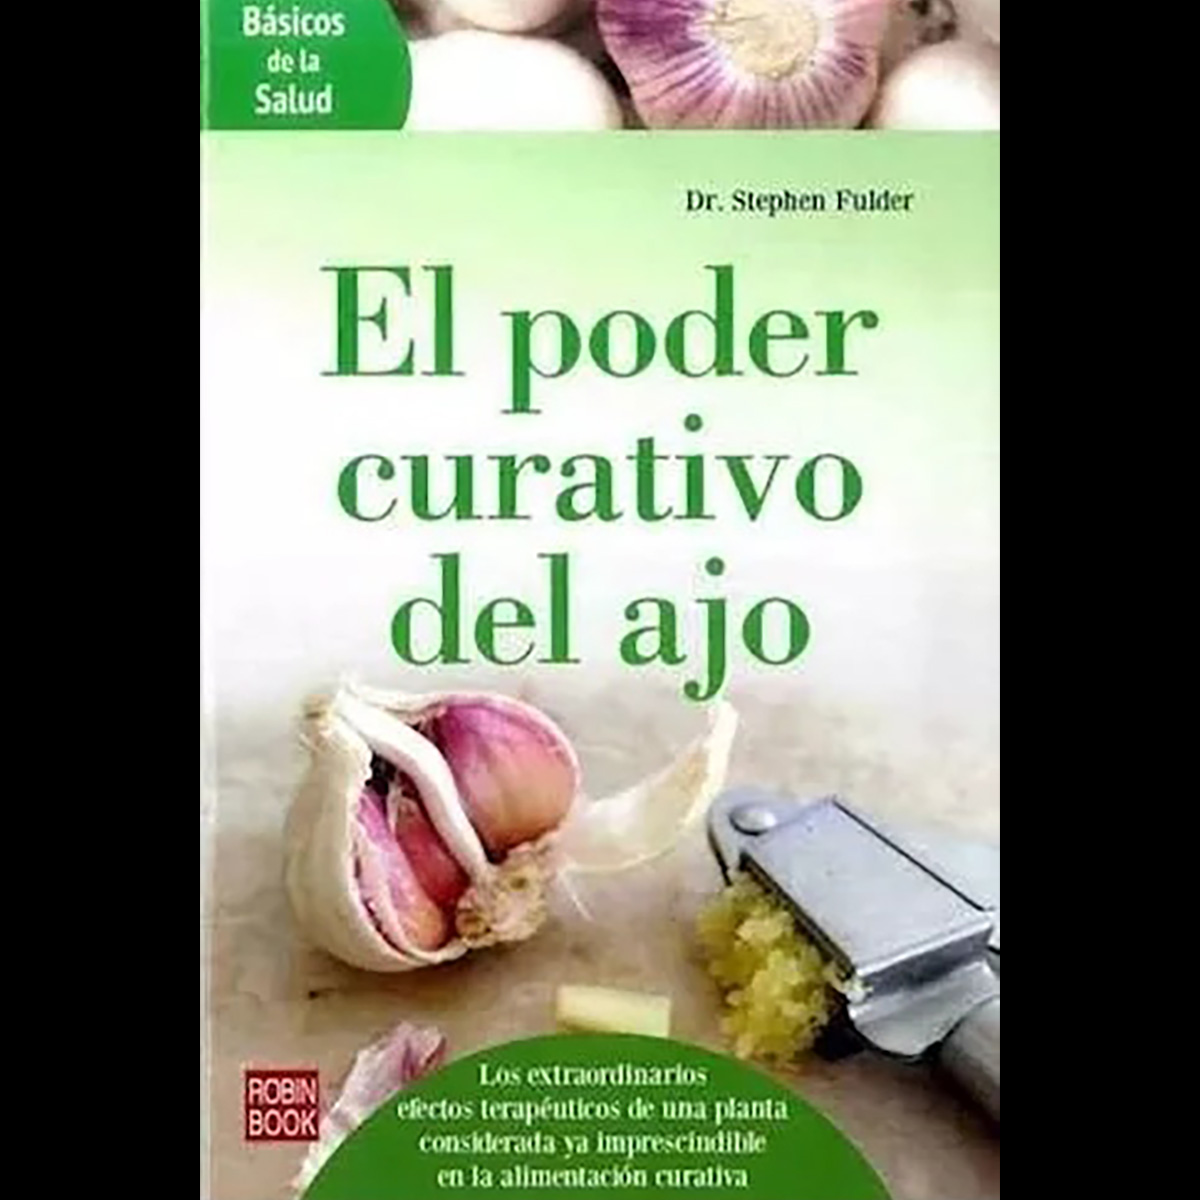 Básicos
de la
Salud
Dr. Stephen Fulder
El poder
curativo
del ajo
Los extraordinarios
efectos terapéuticos de una planta
considerada ya imprescindible
en la alimentación curativa
ROBIN
BOOK